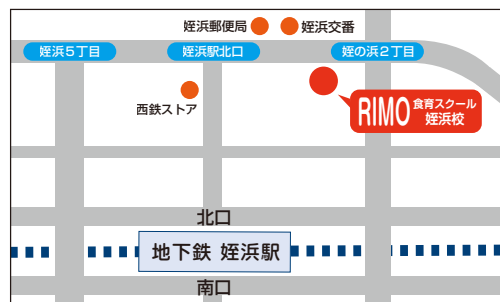 姪浜郵便局
姪浜交番
姪浜5丁目
姪浜駅北口
姪の浜2丁目
西鉄ストア
RIMO 食育スクール
姪浜校
北口
地下鉄 姪浜駅
南口